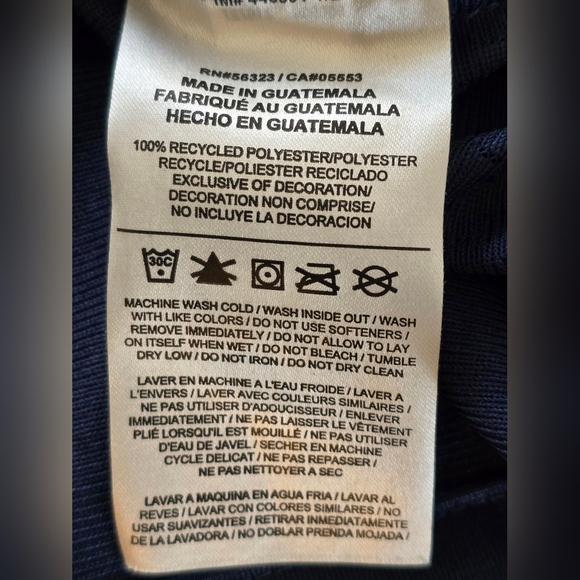 RN#56323 / CA#05553
MADE IN GUATEMALA
FABRIQUÉ AU GUATEMALA
HECHO EN GUATEMALA
100% RECYCLED POLYESTER/POLYESTER
RECYCLE/POLIESTER RECICLADO
EXCLUSIVE OF DECORATION/
DECORATION NON COMPRISE/
NO INCLUYE LA DECORACION
30C
MACHINE WASH COLD / WASH INSIDE OUT / WASH
WITH LIKE COLORS / DO NOT USE SOFTENERS /
REMOVE IMMEDIATELY / DO NOT ALLOW TO LAY
ON ITSELF WHEN WET / DO NOT BLEACH / TUMBLE
DRY LOW / DO NOT IRON / DO NOT DRY CLEAN
LAVER EN MACHINE A L'EAU FROIDE / LAVER A
L'ENVERS / LAVER AVEC COULEURS SIMILAIRES /
NE PAS UTILISER D'ADOUCISSEUR / ENLEVER
IMMEDIATEMENT / NE PAS LAISSER LE VÊTEMENT
PLIÉ LORSQU'IL EST MOUILLÉ / NE PAS UTILISER
D'EAU DE JAVEL / SECHER EN MACHINE
CYCLE DELICAT / NE PAS REPASSER /
NE PAS NETTOYER A SEC
LAVAR A MAQUINA EN AGUA FRIA / LAVAR AL
REVES / LAVAR CON COLORES SIMILARES / NO
USAR SUAVIZANTES / RETIRAR INMEDIATAMENTE
DE LA LAVADORA / NO DOBLAR PRENDA MOJADA /